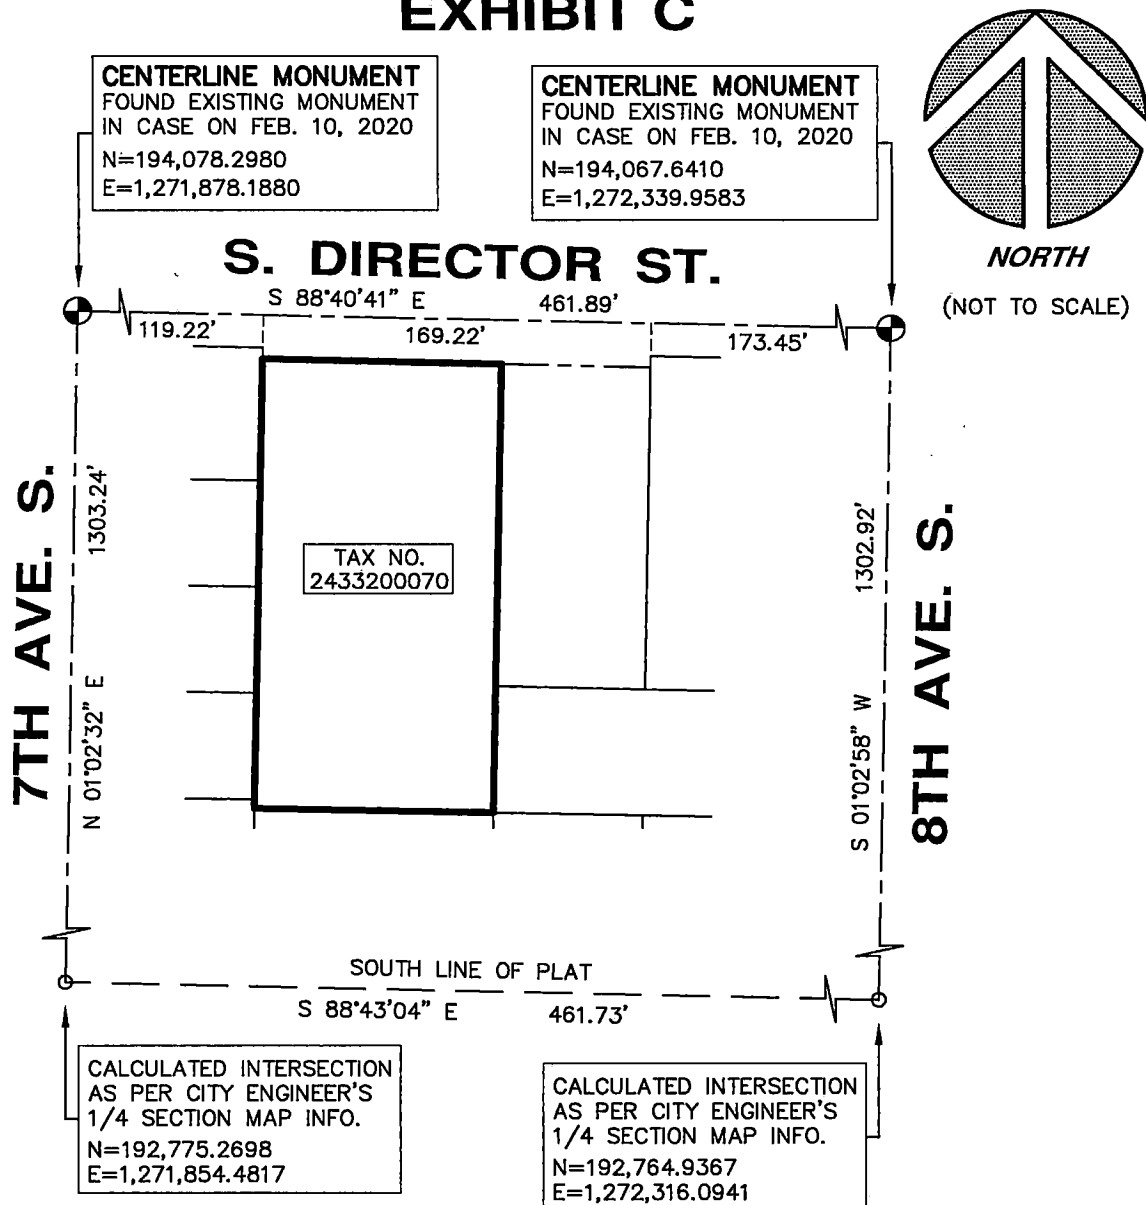 EXHIBIT C
CENTERLINE MONUMENT
FOUND EXISTING MONUMENT
IN CASE ON FEB. 10, 2020
N=194,078.2980
E=1,271,878.1880
CENTERLINE MONUMENT
FOUND EXISTING MONUMENT
IN CASE ON FEB. 10, 2020
N=194,067.6410
E=1,272,339.9583
NORTH
(NOT TO SCALE)
S. DIRECTOR ST.
S 88°40'41" E 461.89'
119.22' 169.22' 173.45'
7TH AVE. S.
1303.24'
N 01°02'32" E
TAX NO.
2433200070
1302.92'
S 01°02'58" W
8TH AVE. S.
SOUTH LINE OF PLAT
S 88°43'04" E 461.73'
CALCULATED INTERSECTION
AS PER CITY ENGINEER'S
1/4 SECTION MAP INFO.
N=192,775.2698
E=1,271,854.4817
CALCULATED INTERSECTION
AS PER CITY ENGINEER'S
1/4 SECTION MAP INFO.
N=192,764.9367
E=1,272,316.0941